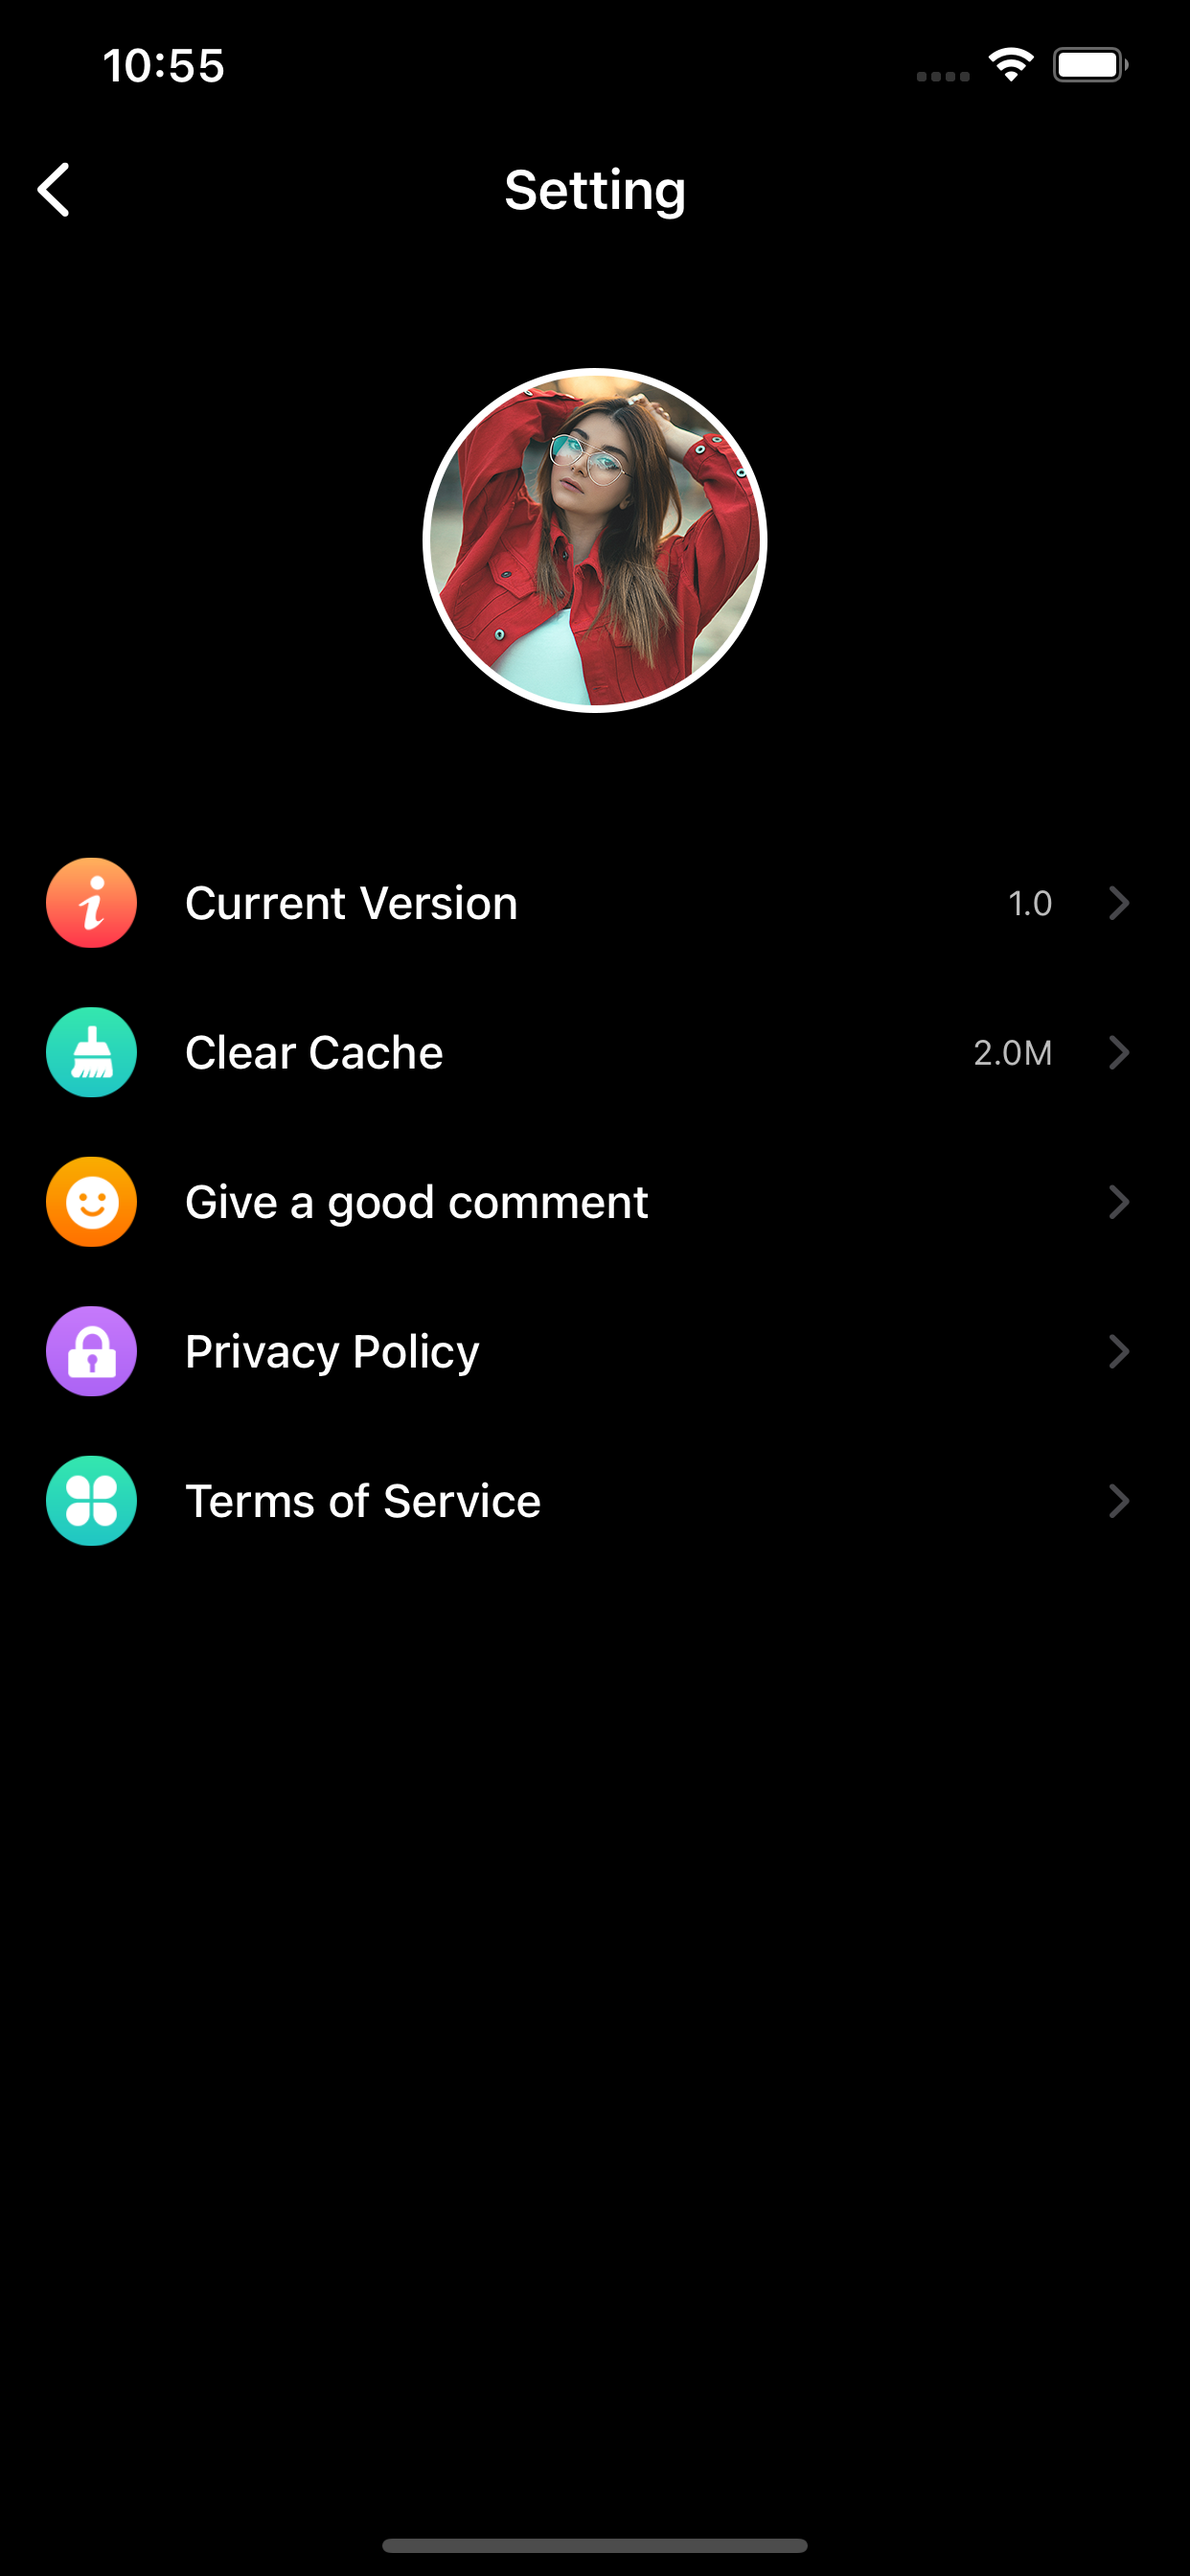 10:55
Setting
Current Version 1.0
Clear Cache 2.0M
Give a good comment
Privacy Policy
Terms of Service